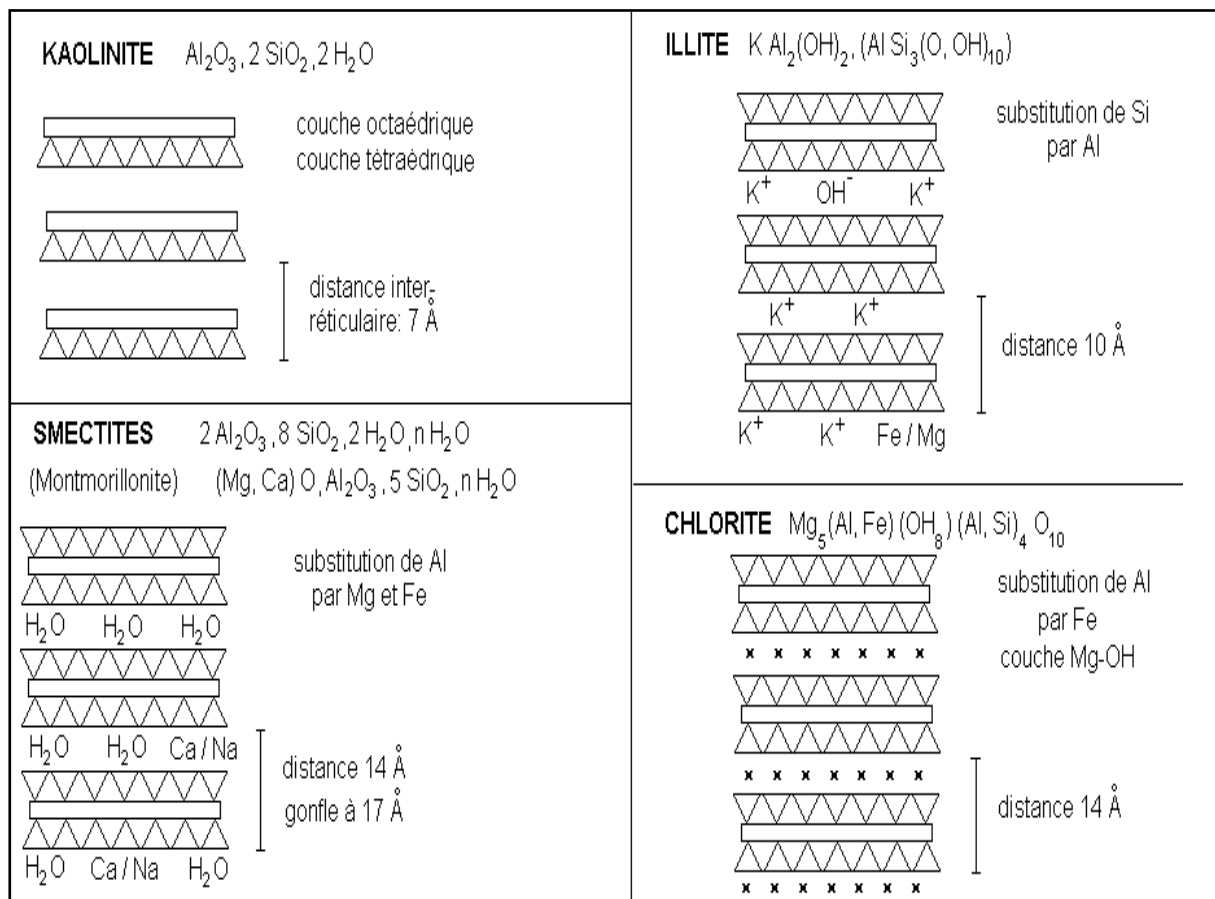 KAOLINITE Al₂O₃, 2 SiO₂, 2 H₂O
couche octaédrique
couche tétraédrique
distance inter-
réticulaire: 7 Å
ILLITE K Al₂(OH)₂, (Al Si₃(O, OH)₁₀)
substitution de Si
par Al
K⁺ OH⁻ K⁺
K⁺ K⁺
distance 10 Å
K⁺ K⁺ Fe / Mg
SMECTITES 2 Al₂O₃, 8 SiO₂, 2 H₂O, n H₂O
(Montmorillonite) (Mg, Ca) O, Al₂O₃, 5 SiO₂, n H₂O
substitution de Al
par Mg et Fe
H₂O H₂O H₂O
H₂O H₂O Ca / Na
distance 14 Å
gonfle à 17 Å
H₂O Ca / Na H₂O
CHLORITE Mg₅(Al, Fe) (OH₈) (Al, Si)₄ O₁₀
substitution de Al
par Fe
couche Mg-OH
x x x x x x x
x x x x x x x
distance 14 Å
x x x x x x x